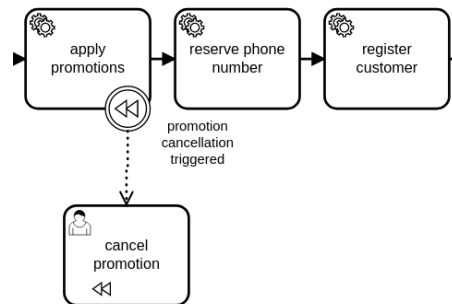 apply
promotions
reserve phone
number
register
customer
promotion
cancellation
triggered
cancel
promotion